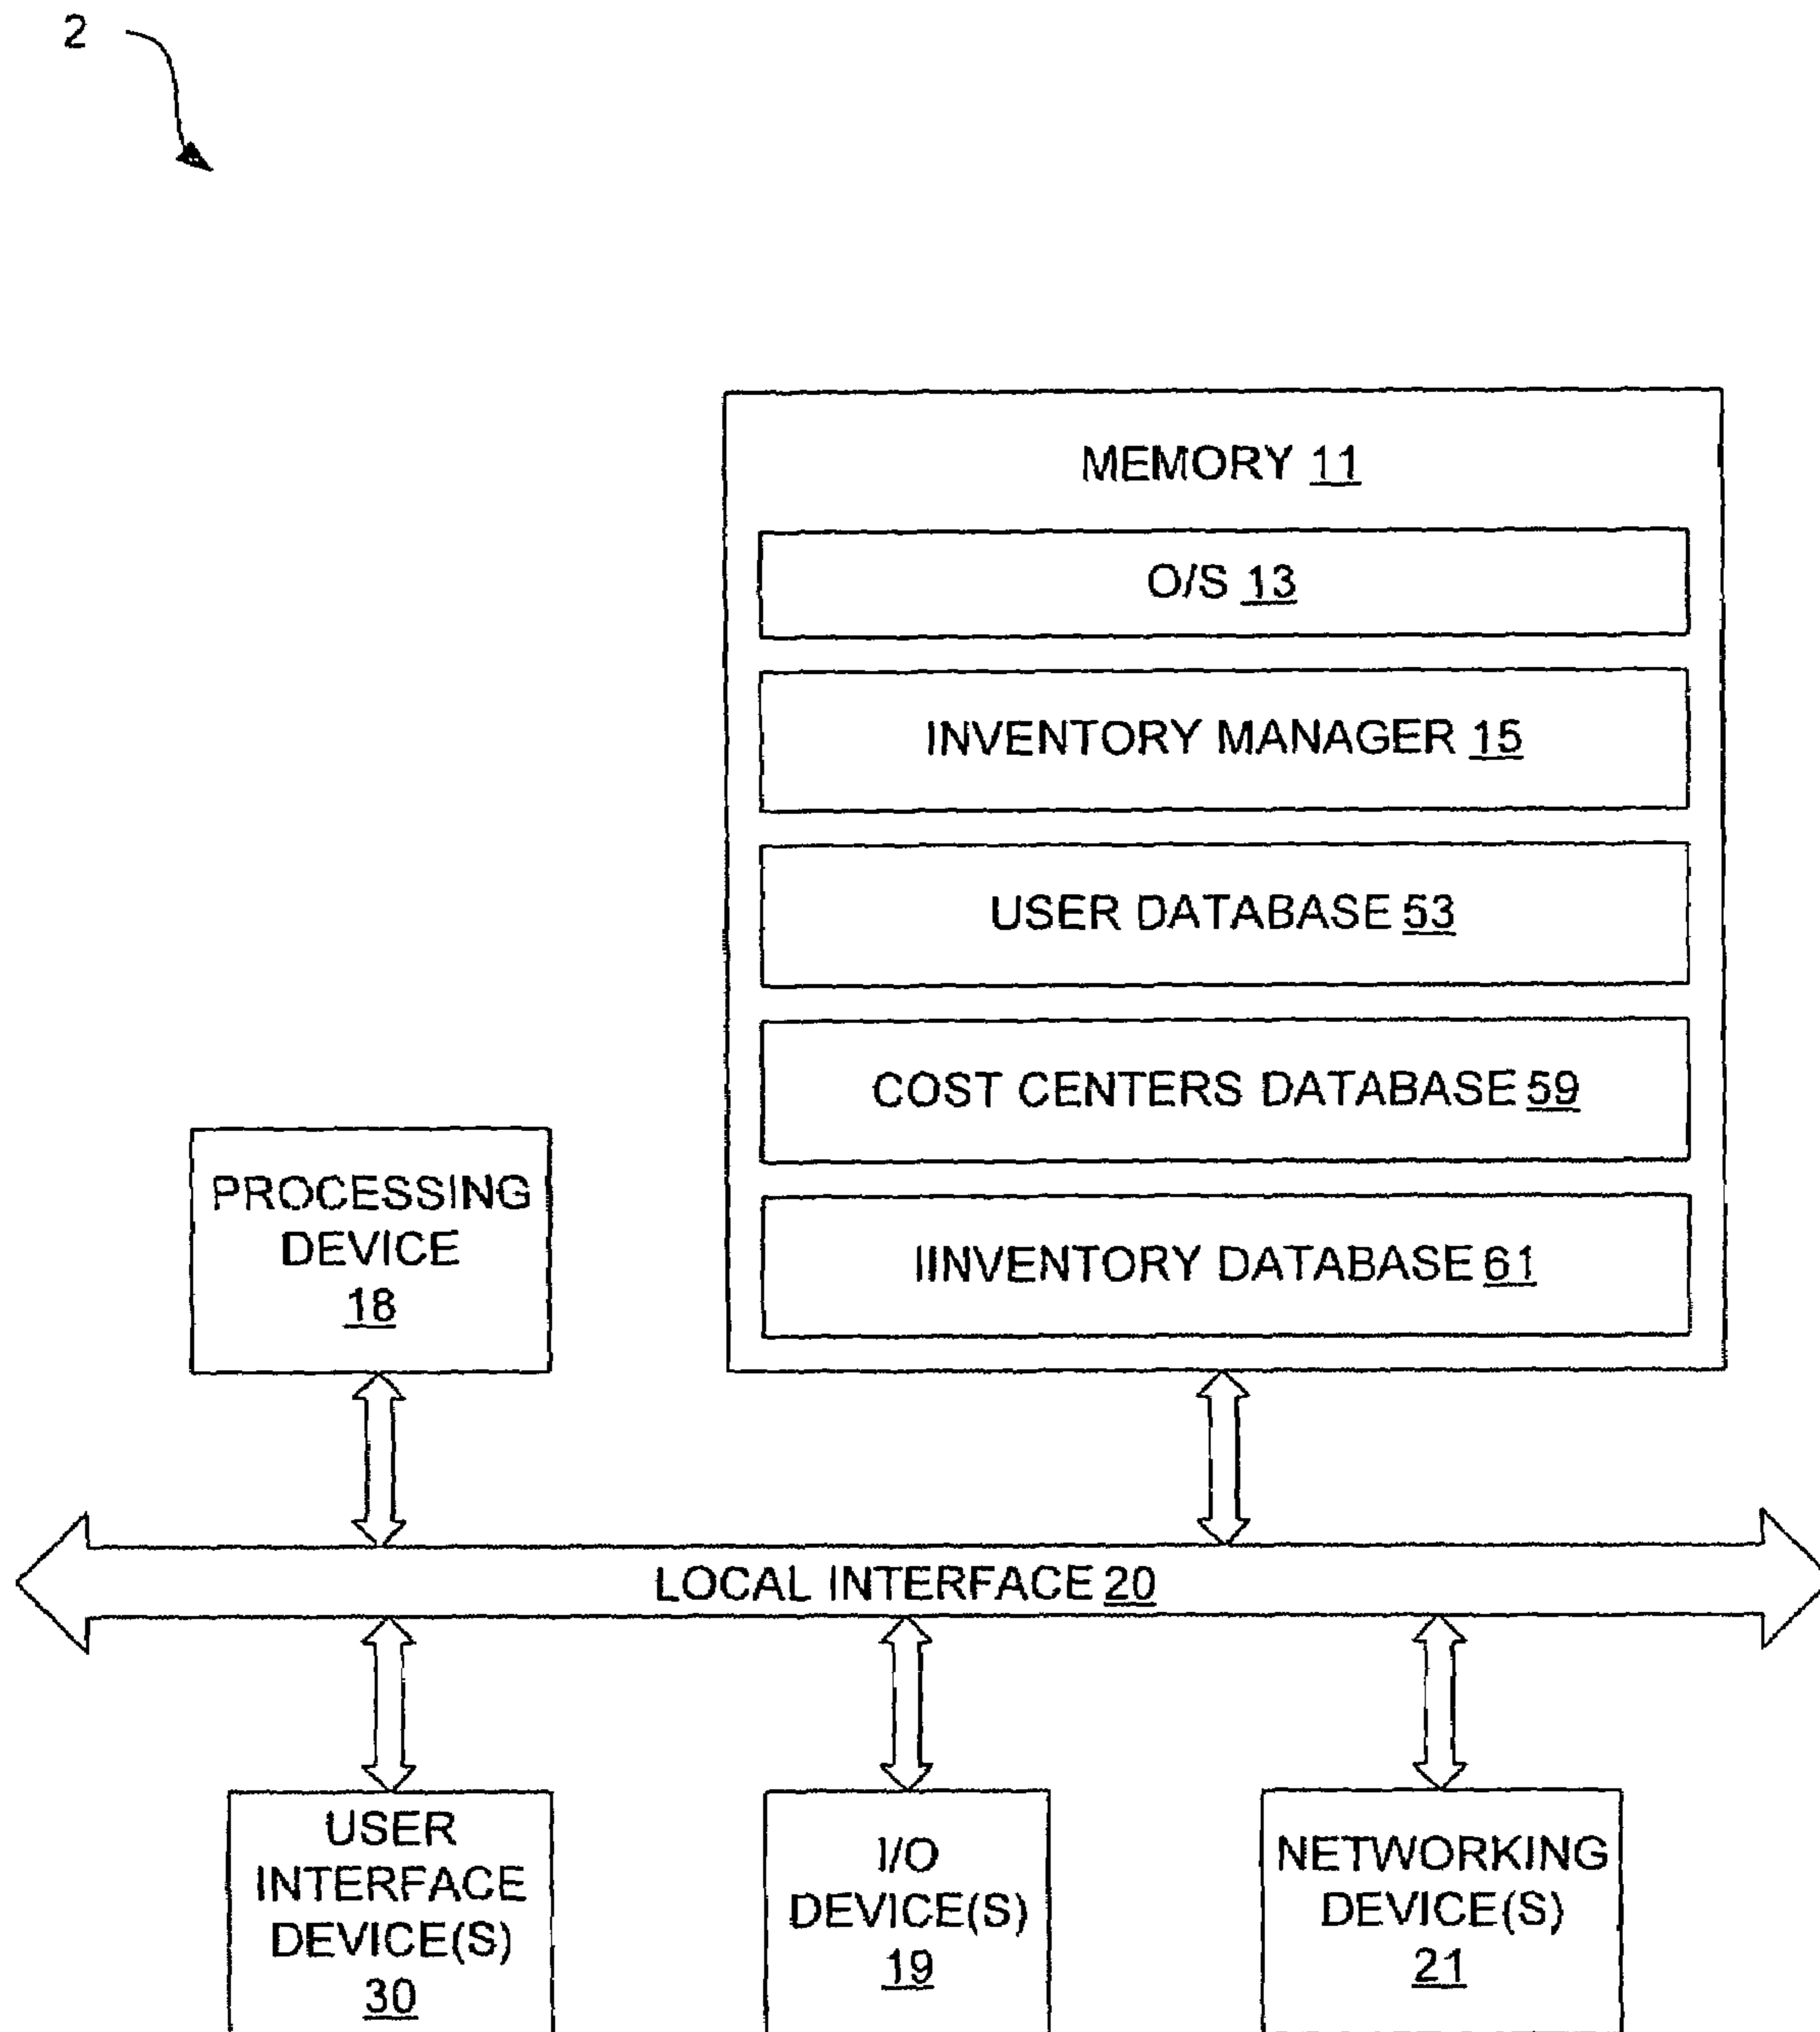 2
MEMORY 11
O/S 13
INVENTORY MANAGER 15
USER DATABASE 53
COST CENTERS DATABASE 59
IINVENTORY DATABASE 61
PROCESSING
DEVICE
18
LOCAL INTERFACE 20
USER
INTERFACE
DEVICE(S)
30
I/O
DEVICE(S)
19
NETWORKING
DEVICE(S)
21